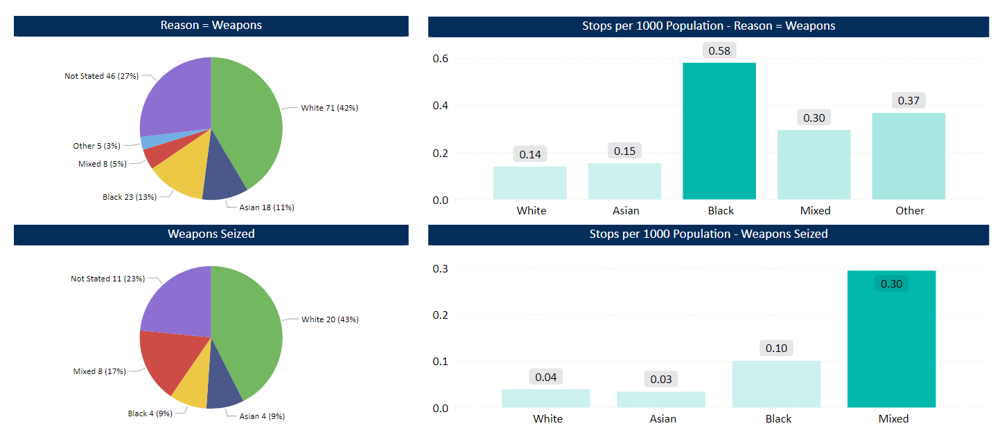 Reason = Weapons
Not Stated 46 (27%)
White 71 (42%)
Other 5 (3%)
Mixed 8 (5%)
Black 23 (13%)
Asian 18 (11%)
Stops per 1000 Population - Reason = Weapons
0.6
0.4
0.2
0.0
0.14
0.15
0.58
0.30
0.37
White
Asian
Black
Mixed
Other
Weapons Seized
Not Stated 11 (23%)
White 20 (43%)
Mixed 8 (17%)
Black 4 (9%)
Asian 4 (9%)
Stops per 1000 Population - Weapons Seized
0.3
0.2
0.1
0.0
0.04
0.03
0.10
0.30
White
Asian
Black
Mixed